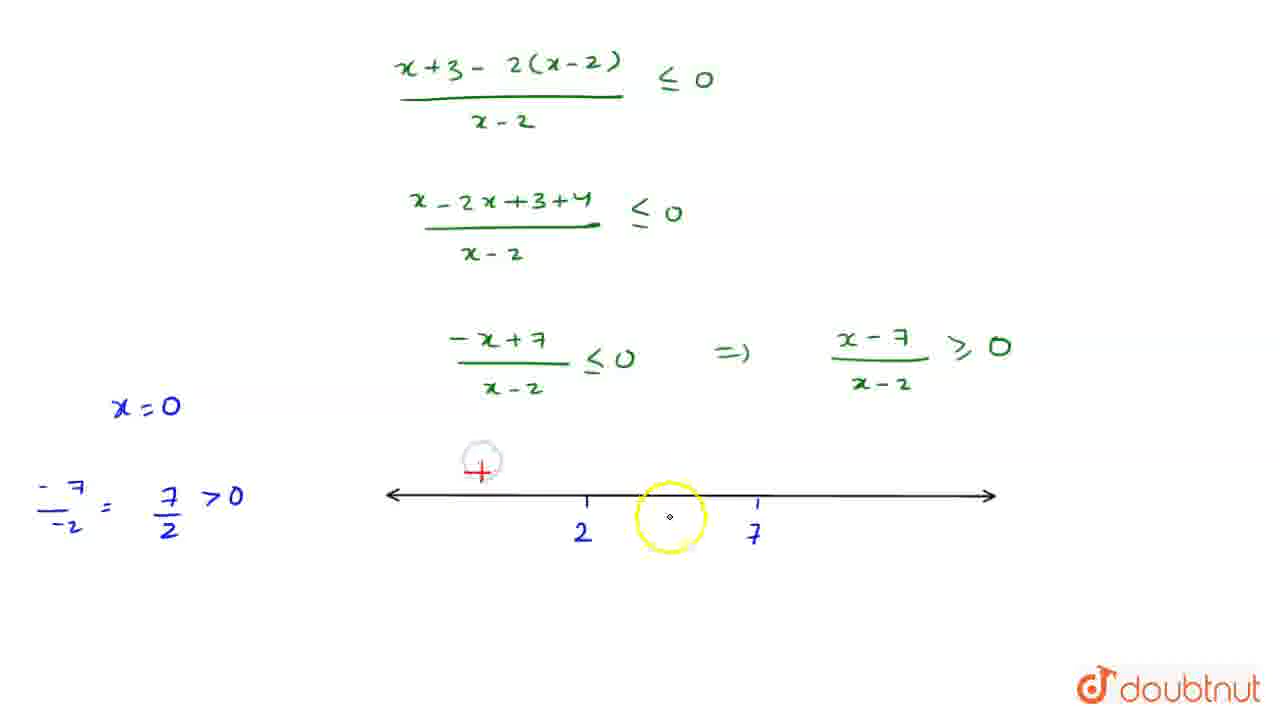 x + 3 - 2(x - 2)
x - 2
≤ 0
x - 2x + 3 + 4
x - 2
≤ 0
- x + 7
x - 2
≤ 0 => x - 7
x - 2
≥ 0
x = 0
+
- 7
- 2
= 7
2
> 0
2 7
doubtnut